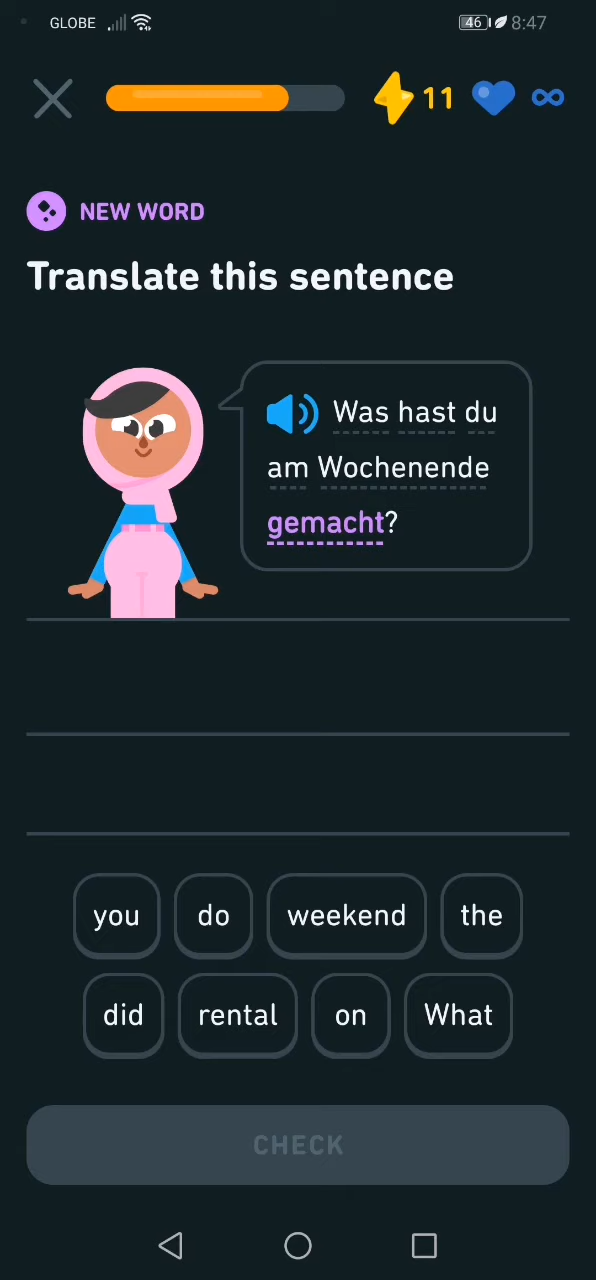 GLOBE 46 8:47
11 ∞
NEW WORD
Translate this sentence
Was hast du
am Wochenende
gemacht?
you do weekend the
did rental on What
CHECK